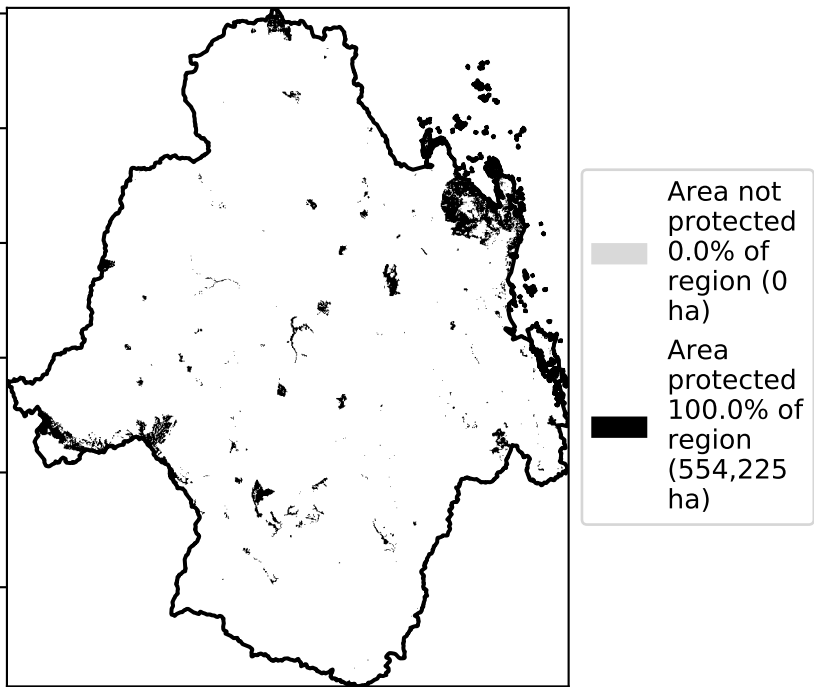 Area not
protected
0.0% of
region (0
ha)
Area
protected
100.0% of
region
(554,225
ha)